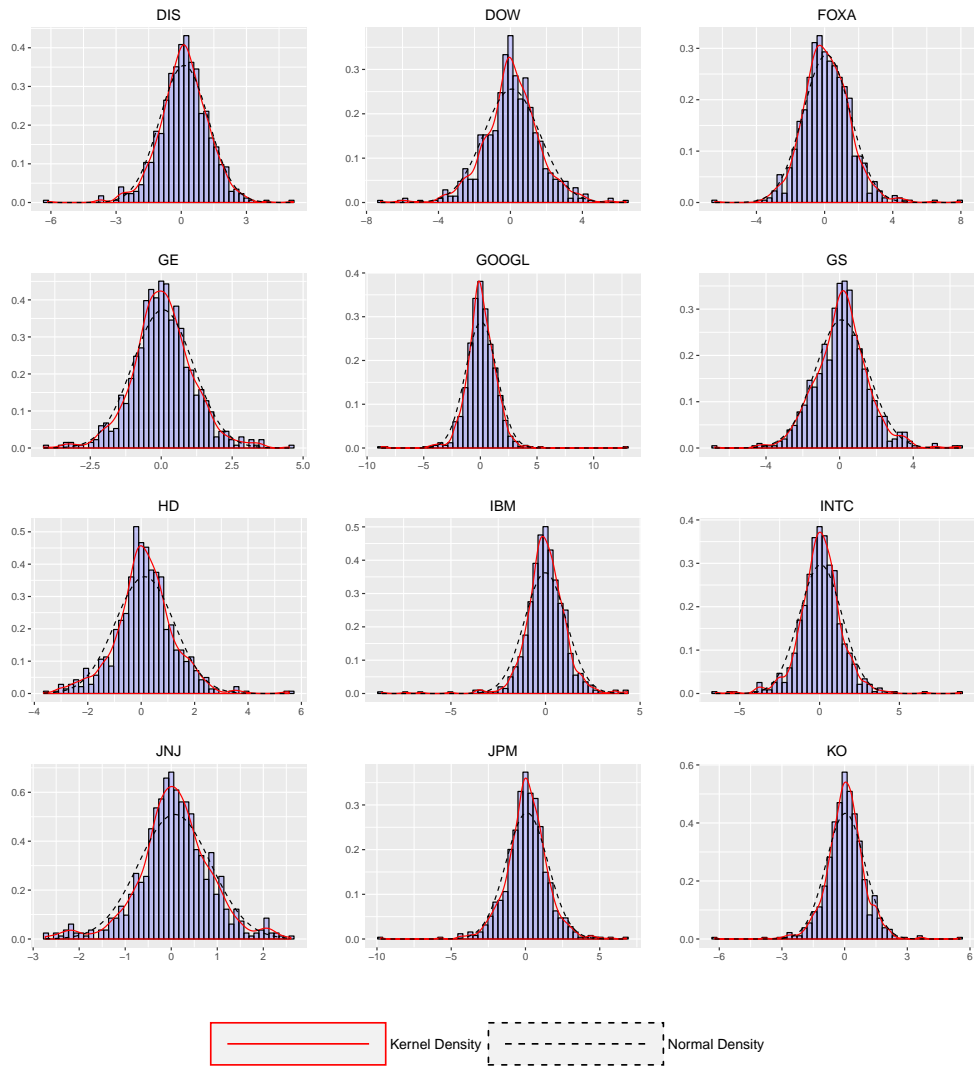 DIS DOW FOXA
0.4 0.3 0.2 0.1 0.0
−6 −3 0 3
0.3 0.2 0.1 0.0
−8 −4 0 4
0.3 0.2 0.1 0.0
−4 0 4 8
GE GOOGL GS
0.4 0.3 0.2 0.1 0.0
−2.5 0.0 2.5 5.0
0.4 0.3 0.2 0.1 0.0
−10 −5 0 5 10
0.3 0.2 0.1 0.0
−4 0 4
HD IBM INTC
0.5 0.4 0.3 0.2 0.1 0.0
−4 −2 0 2 4 6
0.5 0.4 0.3 0.2 0.1 0.0
−5 0 5
0.4 0.3 0.2 0.1 0.0
−5 0 5
JNJ JPM KO
0.6 0.4 0.2 0.0
−3 −2 −1 0 1 2
0.3 0.2 0.1 0.0
−10 −5 0 5
0.6 0.4 0.2 0.0
−6 −3 0 3 6
Kernel Density Normal Density